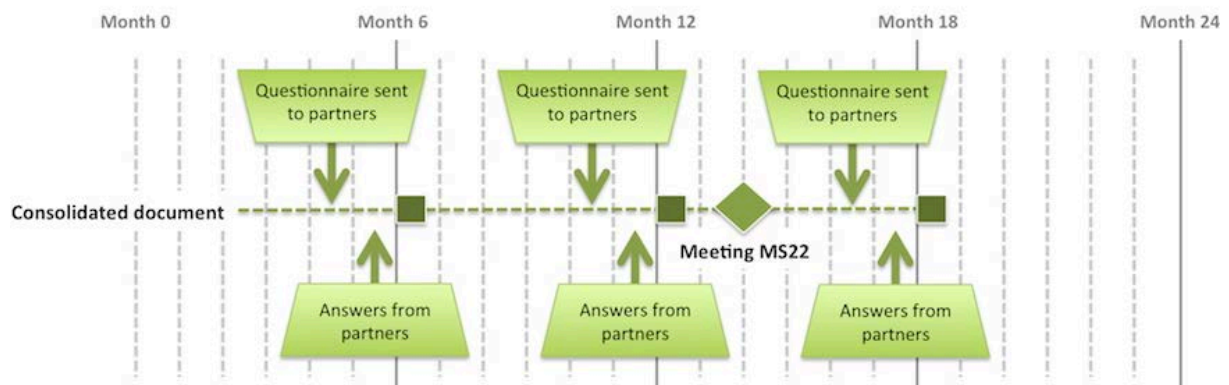 Month 0
Month 6
Month 12
Month 18
Month 24
Questionnaire sent
to partners
Questionnaire sent
to partners
Questionnaire sent
to partners
Consolidated document
Meeting MS22
Answers from
partners
Answers from
partners
Answers from
partners